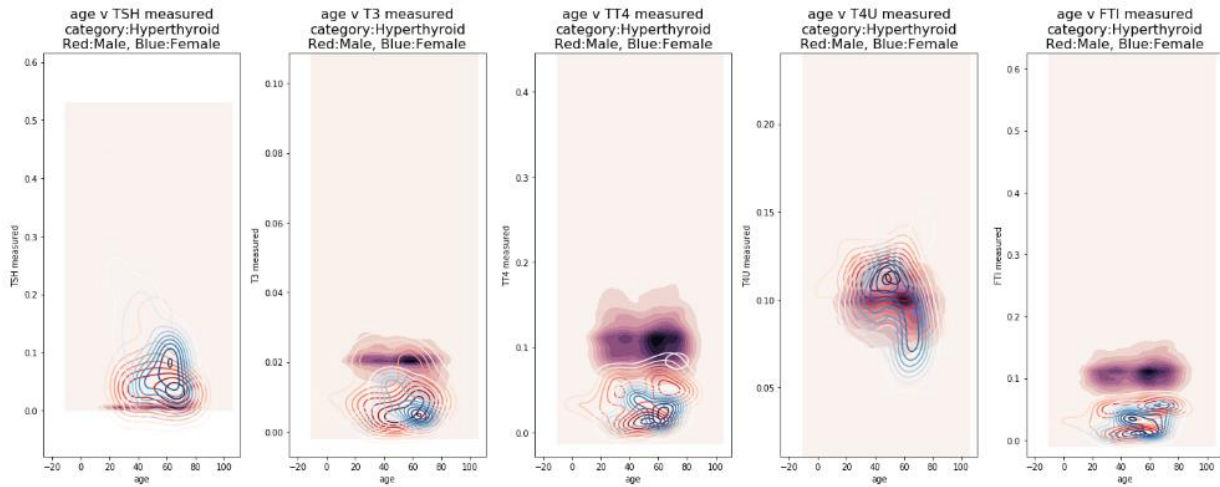 age v TSH measured
category:Hyperthyroid
Red:Male, Blue:Female
0.6
0.5
0.4
0.3
0.2
0.1
0.0
TSH measured
−20 0 20 40 60 80 100
age
age v T3 measured
category:Hyperthyroid
Red:Male, Blue:Female
0.10
0.08
0.06
0.04
0.02
0.00
T3 measured
−20 0 20 40 60 80 100
age
age v TT4 measured
category:Hyperthyroid
Red:Male, Blue:Female
0.4
0.3
0.2
0.1
0.0
TT4 measured
−20 0 20 40 60 80 100
age
age v T4U measured
category:Hyperthyroid
Red:Male, Blue:Female
0.20
0.15
0.10
0.05
T4U measured
−20 0 20 40 60 80 100
age
age v FTI measured
category:Hyperthyroid
Red:Male, Blue:Female
0.6
0.5
0.4
0.3
0.2
0.1
0.0
FTI measured
−20 0 20 40 60 80 100
age